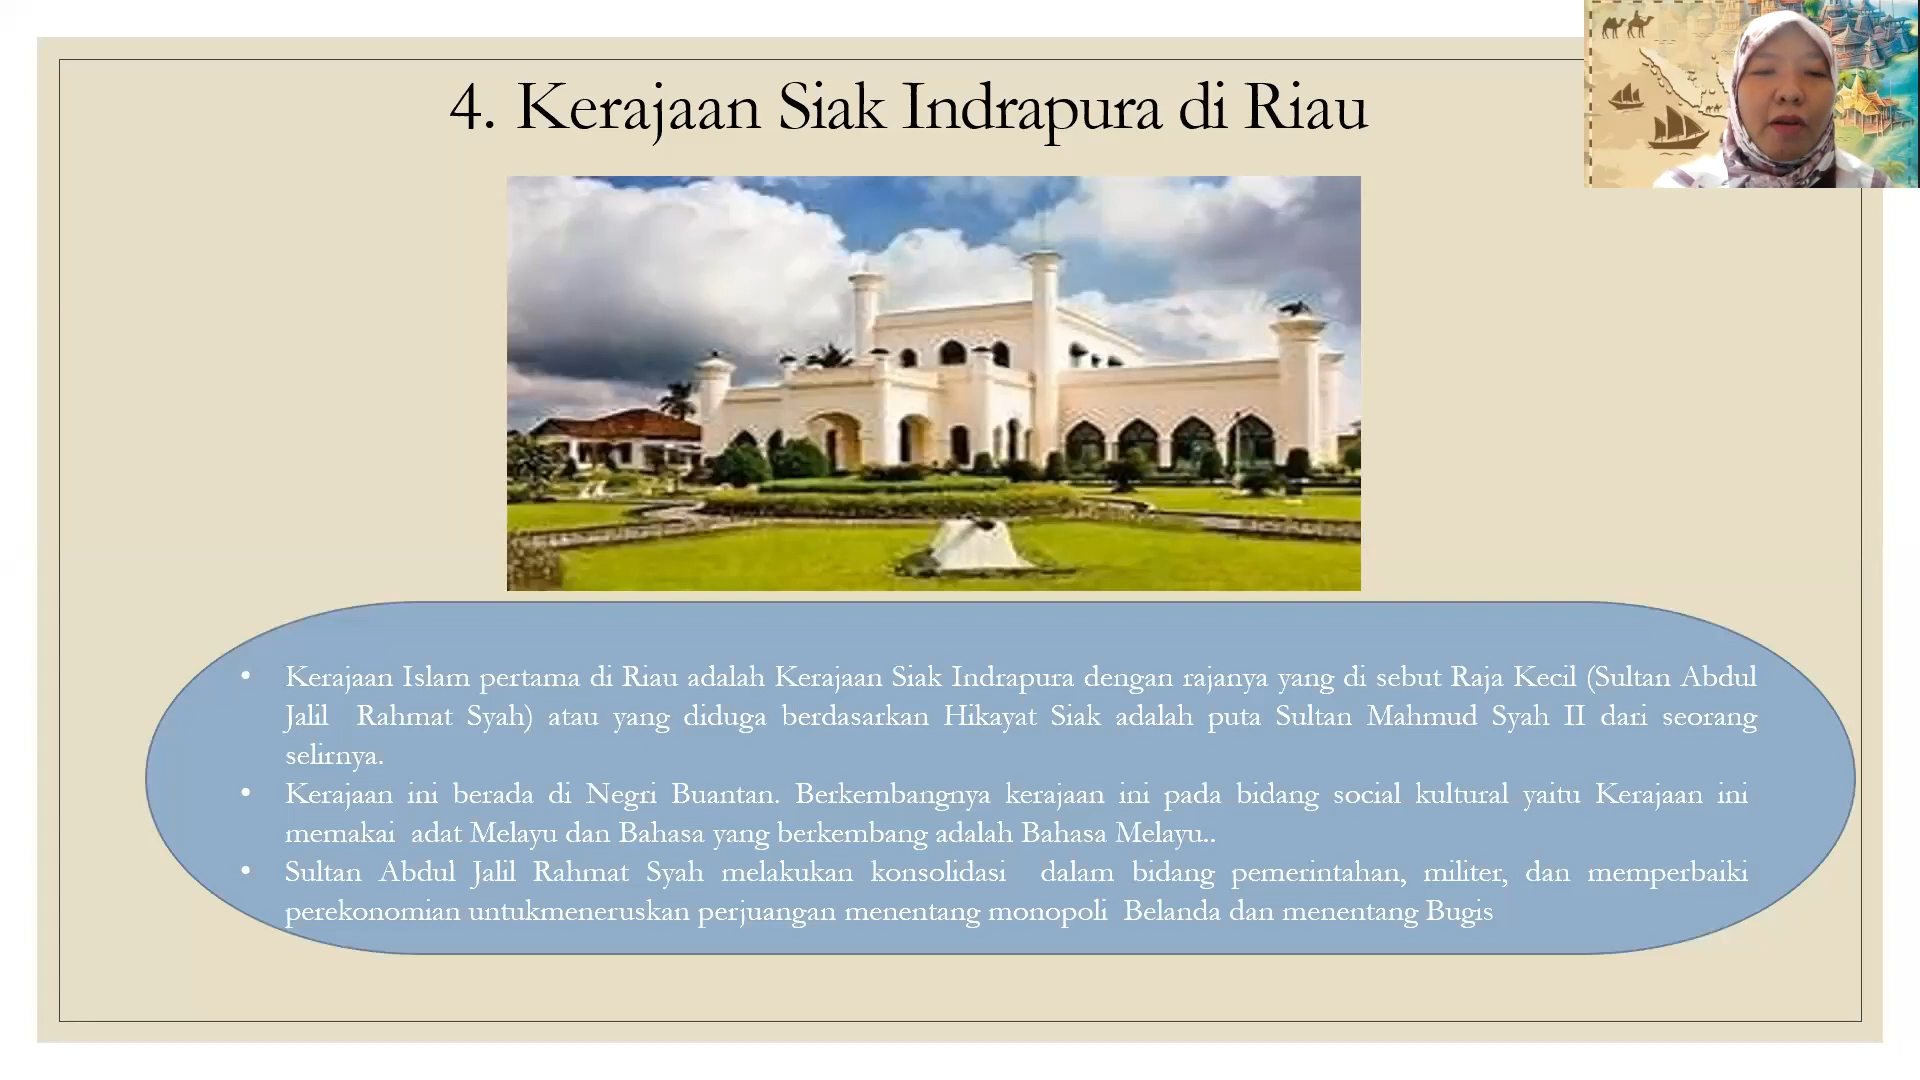 4. Kerajaan Siak Indrapura di Riau
• Kerajaan Islam pertama di Riau adalah Kerajaan Siak Indrapura dengan rajanya yang di sebut Raja Kecil (Sultan Abdul
Jalil Rahmat Syah) atau yang diduga berdasarkan Hikayat Siak adalah puta Sultan Mahmud Syah II dari seorang
selirnya.
• Kerajaan ini berada di Negri Buantan. Berkembangnya kerajaan ini pada bidang social kultural yaitu Kerajaan ini
memakai adat Melayu dan Bahasa yang berkembang adalah Bahasa Melayu..
• Sultan Abdul Jalil Rahmat Syah melakukan konsolidasi dalam bidang pemerintahan, militer, dan memperbaiki
perekonomian untukmeneruskan perjuangan menentang monopoli Belanda dan menentang Bugis